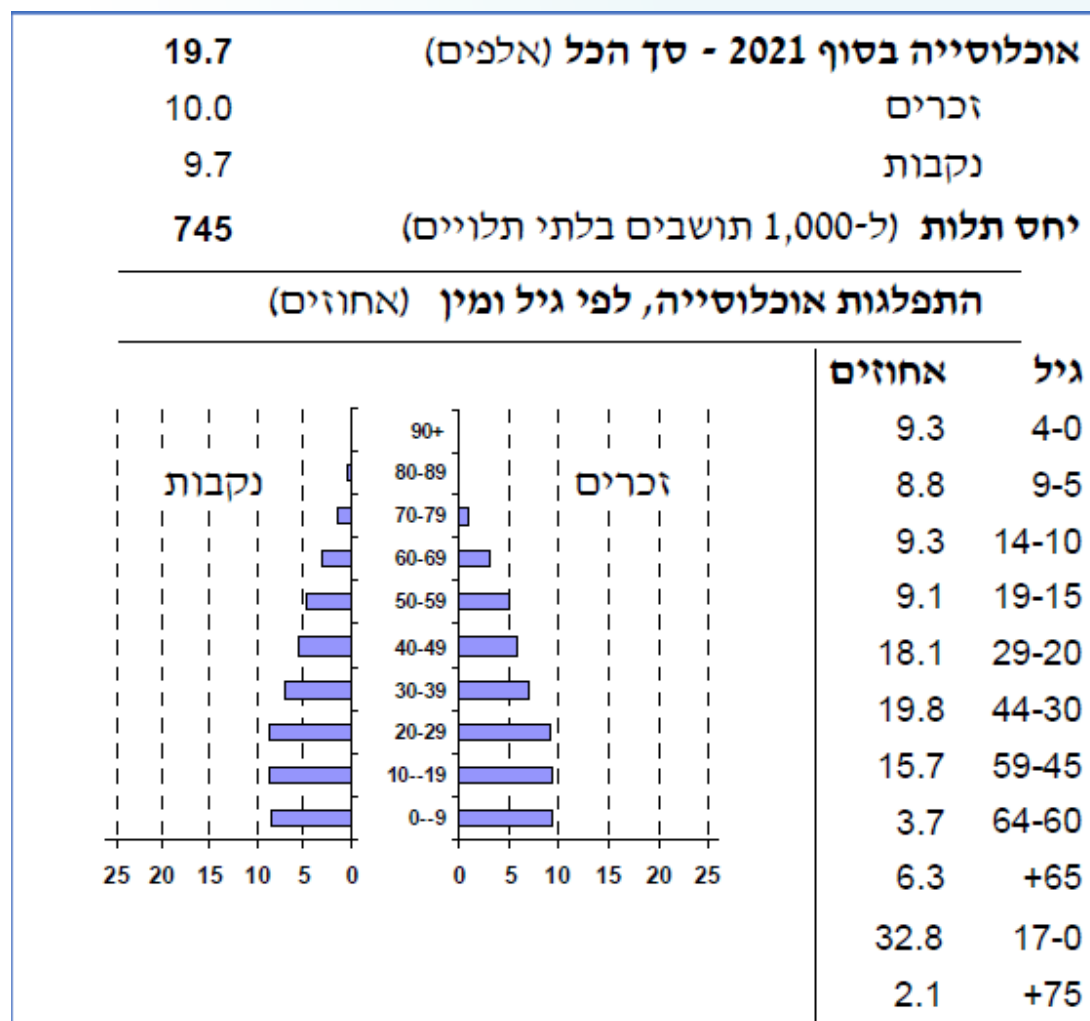 אוכלוסייה בסוף 2021 - סך הכל (אלפים) 19.7
זכרים 10.0
נקבות 9.7
יחס תלות (ל-1,000 תושבים בלתי תלויים) 745
התפלגות אוכלוסייה, לפי גיל ומין (אחוזים)
גיל אחוזים
4-0 9.3
9-5 8.8
14-10 9.3
19-15 9.1
29-20 18.1
44-30 19.8
59-45 15.7
64-60 3.7
+65 6.3
17-0 32.8
+75 2.1
זכרים
נקבות
90+
80-89
70-79
60-69
50-59
40-49
30-39
20-29
10--19
0--9
25 20 15 10 5 0
0 5 10 15 20 25